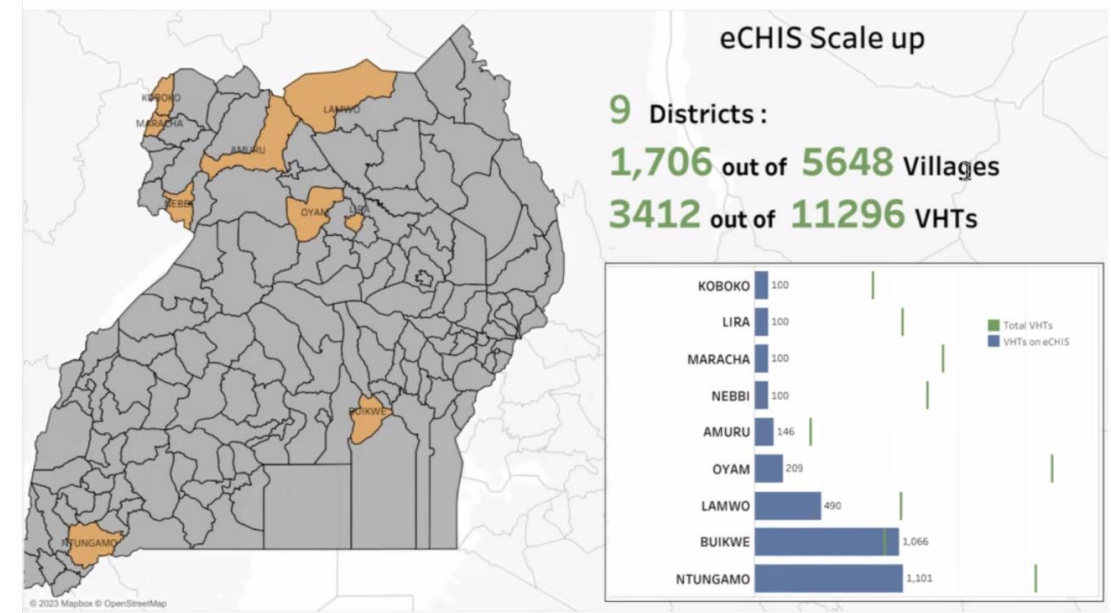 eCHIS Scale up
9 Districts :
1,706 out of 5648 Villages
3412 out of 11296 VHTs
KOBOKO
MARACHA
LAMWO
AMURU
NEBBI
OYAM
LIRA
BUIKWE
NTUNGAMO
KOBOKO 100
LIRA 100
MARACHA 100
NEBBI 100
AMURU 146
OYAM 209
LAMWO 490
BUIKWE 1,066
NTUNGAMO 1,101
Total VHTs
VHTs on eCHIS
© 2023 Mapbox © OpenStreetMap